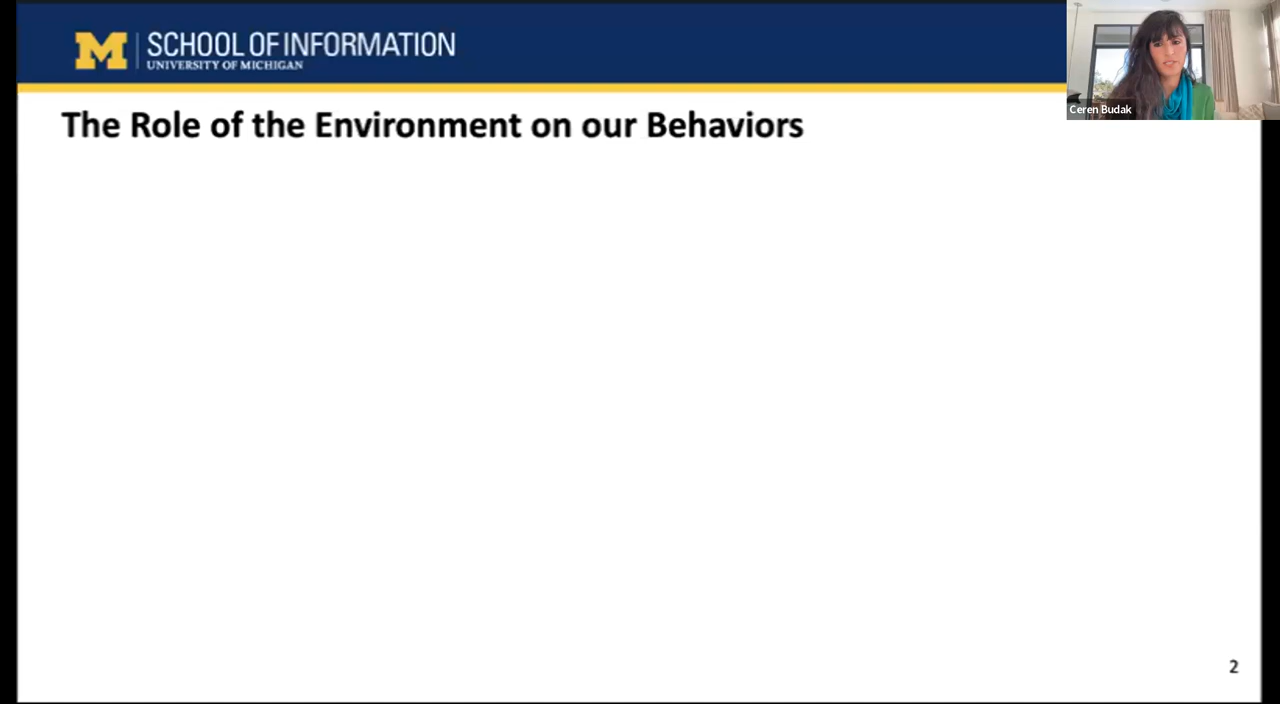 M
SCHOOL OF INFORMATION
UNIVERSITY OF MICHIGAN
Ceren Budak
The Role of the Environment on our Behaviors
2